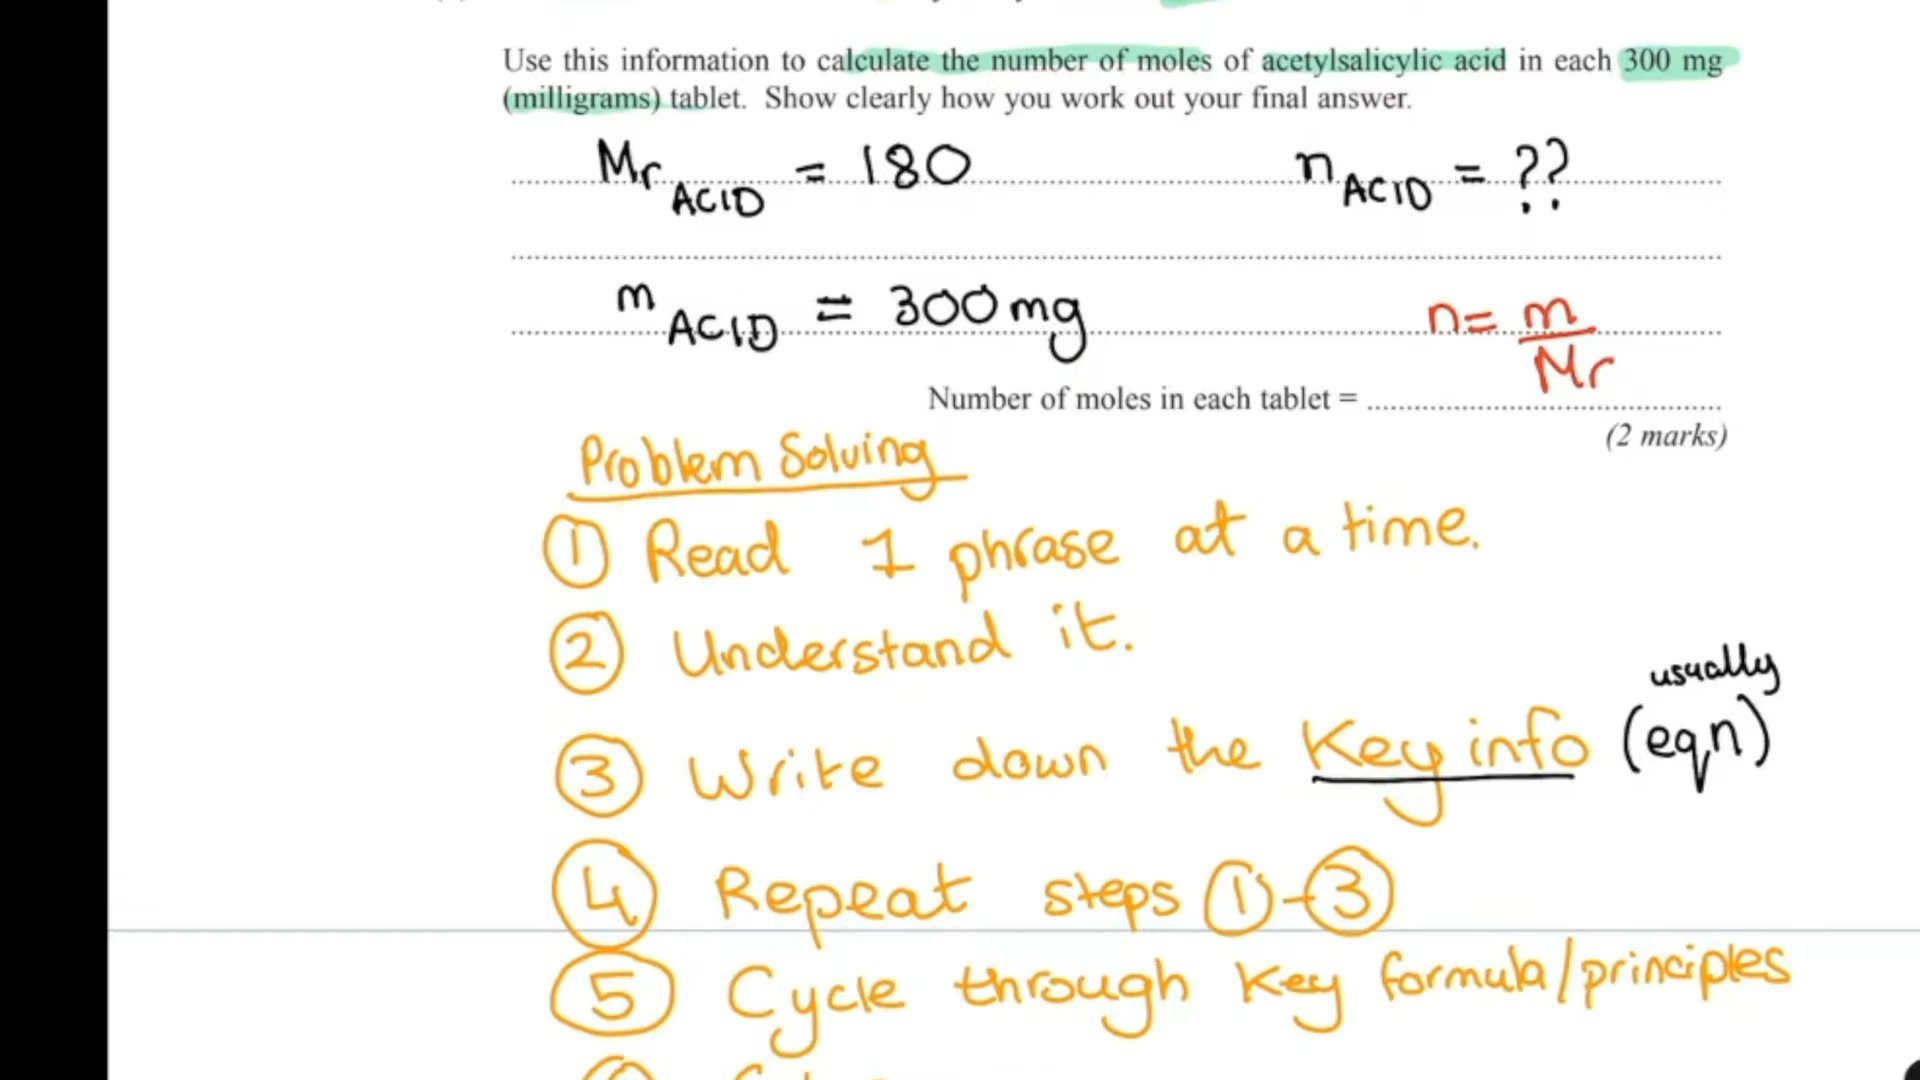 Use this information to calculate the number of moles of acetylsalicylic acid in each 300 mg
(milligrams) tablet. Show clearly how you work out your final answer.
Mr ACID = 180
n ACID = ??
m ACID = 300mg
n = m/Mr
Number of moles in each tablet =
(2 marks)
Problem Solving
① Read 1 phrase at a time.
② Understand it.
usually
③ Write down the Key info (eqn)
④ Repeat steps ①-③
⑤ Cycle through Key formula/principles